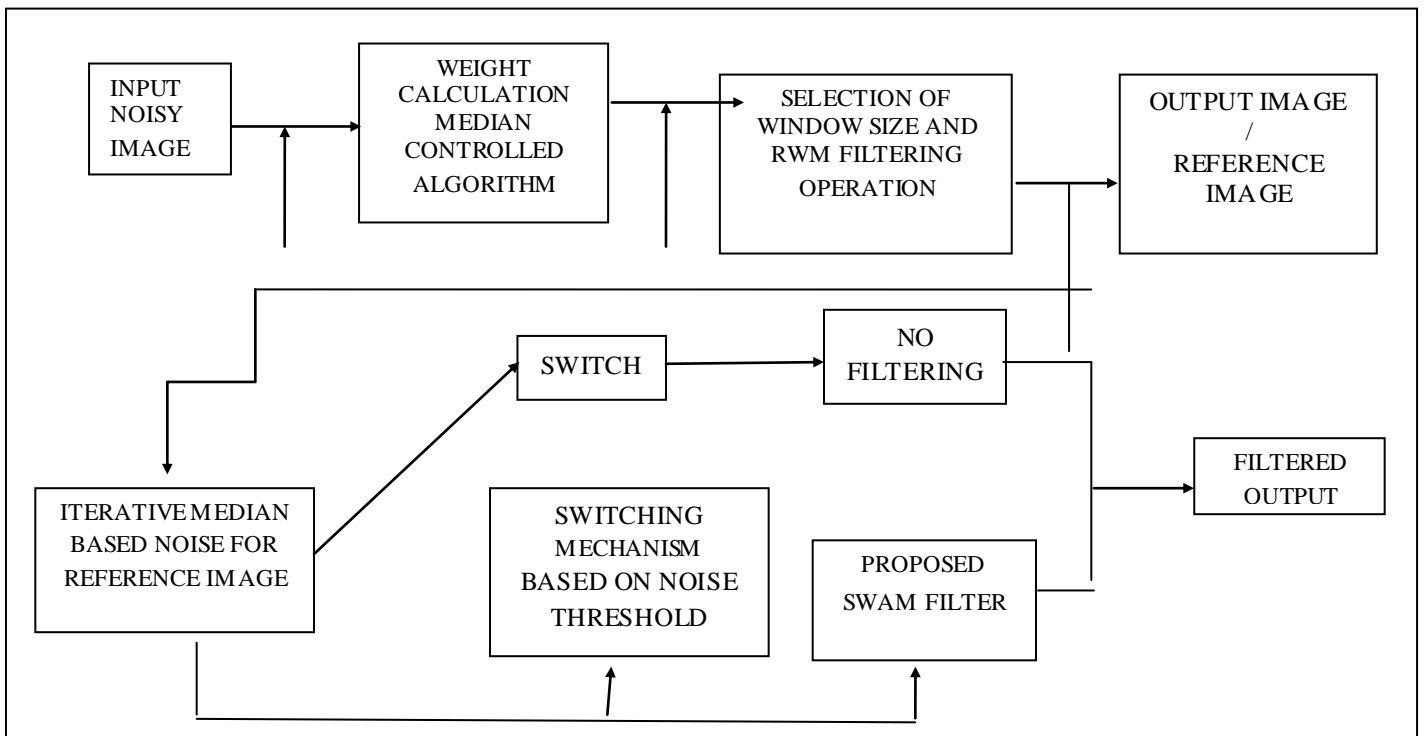 INPUT
NOISY
IMAGE
WEIGHT
CALCULATION
MEDIAN
CONTROLLED
ALGORITHM
SELECTION OF
WINDOW SIZE AND
RWM FILTERING
OPERATION
OUTPUT IMAGE
/
REFERENCE
IMAGE
SWITCH
NO
FILTERING
ITERATIVE MEDIAN
BASED NOISE FOR
REFERENCE IMAGE
SWITCHING
MECHANISM
BASED ON NOISE
THRESHOLD
PROPOSED
SWAM FILTER
FILTERED
OUTPUT